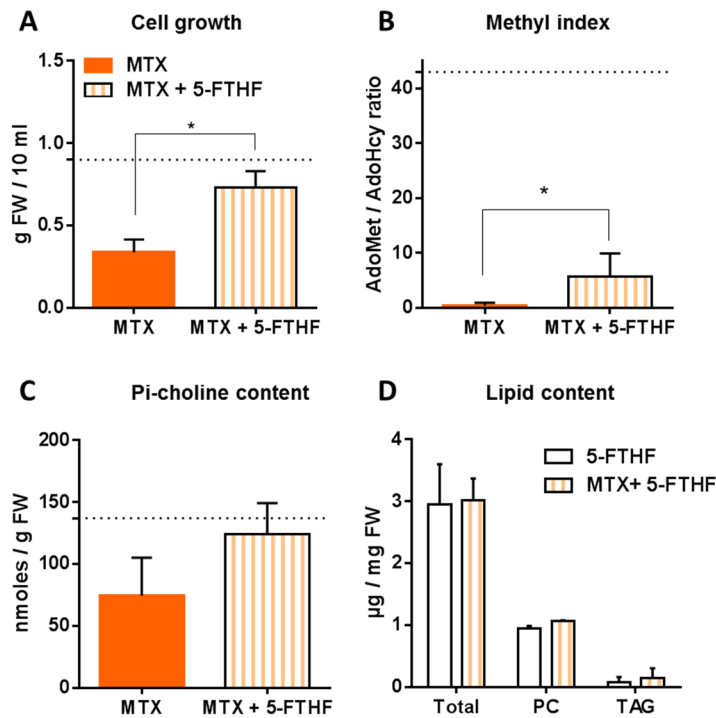 A Cell growth
MTX
MTX + 5-FTHF
1.5
1.0
0.5
0.0
g FW / 10 ml
*
MTX MTX + 5-FTHF
B Methyl index
40
30
20
10
0
AdoMet / AdoHcy ratio
*
MTX MTX + 5-FTHF
C Pi-choline content
200
150
100
50
0
nmoles / g FW
MTX MTX + 5-FTHF
D Lipid content
5-FTHF
MTX+ 5-FTHF
4
3
2
1
0
µg / mg FW
Total PC TAG